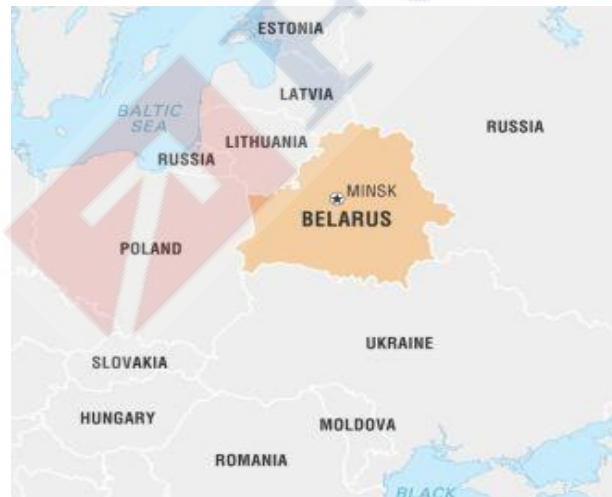 ESTONIA
LATVIA
BALTIC
SEA
RUSSIA
LITHUANIA
RUSSIA
MINSK
BELARUS
POLAND
UKRAINE
SLOVAKIA
HUNGARY
MOLDOVA
ROMANIA
BLACK